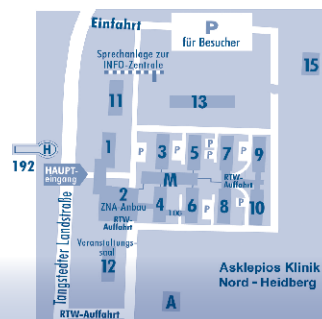 Einfahrt
P
für Besucher
Sprechanlage zur
INFO-Zentrale
15
11
13
H
192
HAUPT-
eingang
1
P
3
P
5
P
P
7
P
9
M
RTW-
Auffahrt
2
ZNA-Anbau
RTW-
Auffahrt
4
100
P
6
P
8
P
10
Tangstedter Landstraße
Veranstaltungs-
saal
12
Asklepios Klinik
Nord - Heidberg
A
RTW-Auffahrt